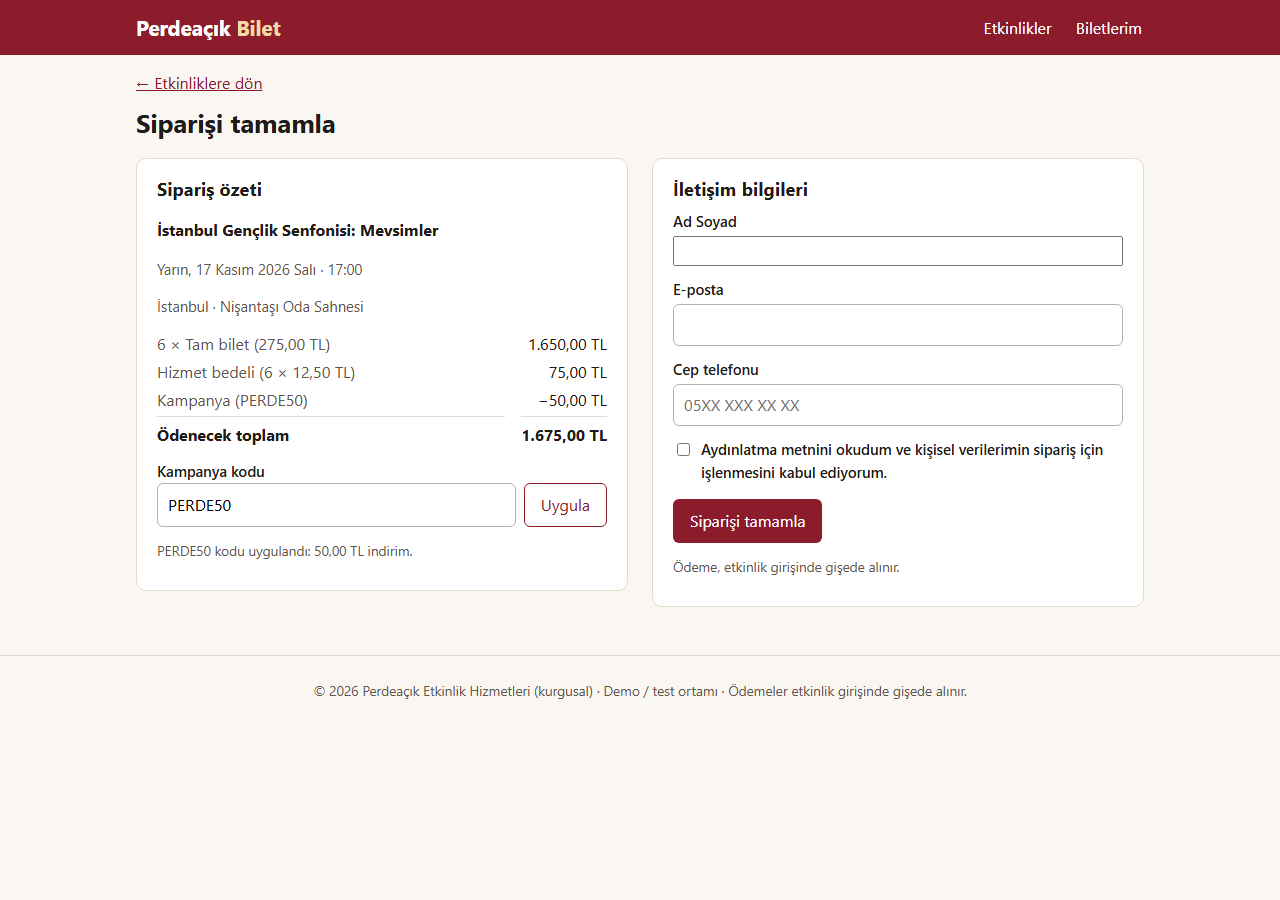 Perdeaçık Bilet
Etkinlikler
Biletlerim
← Etkinliklere dön
Siparişi tamamla
Sipariş özeti
İstanbul Gençlik Senfonisi: Mevsimler
Yarın, 17 Kasım 2026 Salı · 17:00
İstanbul · Nişantaşı Oda Sahnesi
6 × Tam bilet (275,00 TL) 1.650,00 TL
Hizmet bedeli (6 × 12,50 TL) 75,00 TL
Kampanya (PERDE50) −50,00 TL
Ödenecek toplam 1.675,00 TL
Kampanya kodu
PERDE50
Uygula
PERDE50 kodu uygulandı: 50,00 TL indirim.
İletişim bilgileri
Ad Soyad
E-posta
Cep telefonu
05XX XXX XX XX
Aydınlatma metnini okudum ve kişisel verilerimin sipariş için
işlenmesini kabul ediyorum.
Siparişi tamamla
Ödeme, etkinlik girişinde gişede alınır.
© 2026 Perdeaçık Etkinlik Hizmetleri (kurgusal) · Demo / test ortamı · Ödemeler etkinlik girişinde gişede alınır.